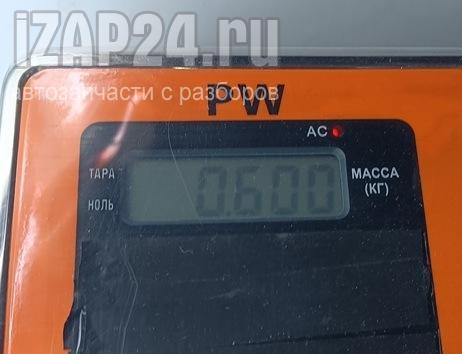 iZAP24.ru
автозапчасти с разборов
PW
AC
ТАРА
0.600
МАССА
(КГ)
НОЛЬ